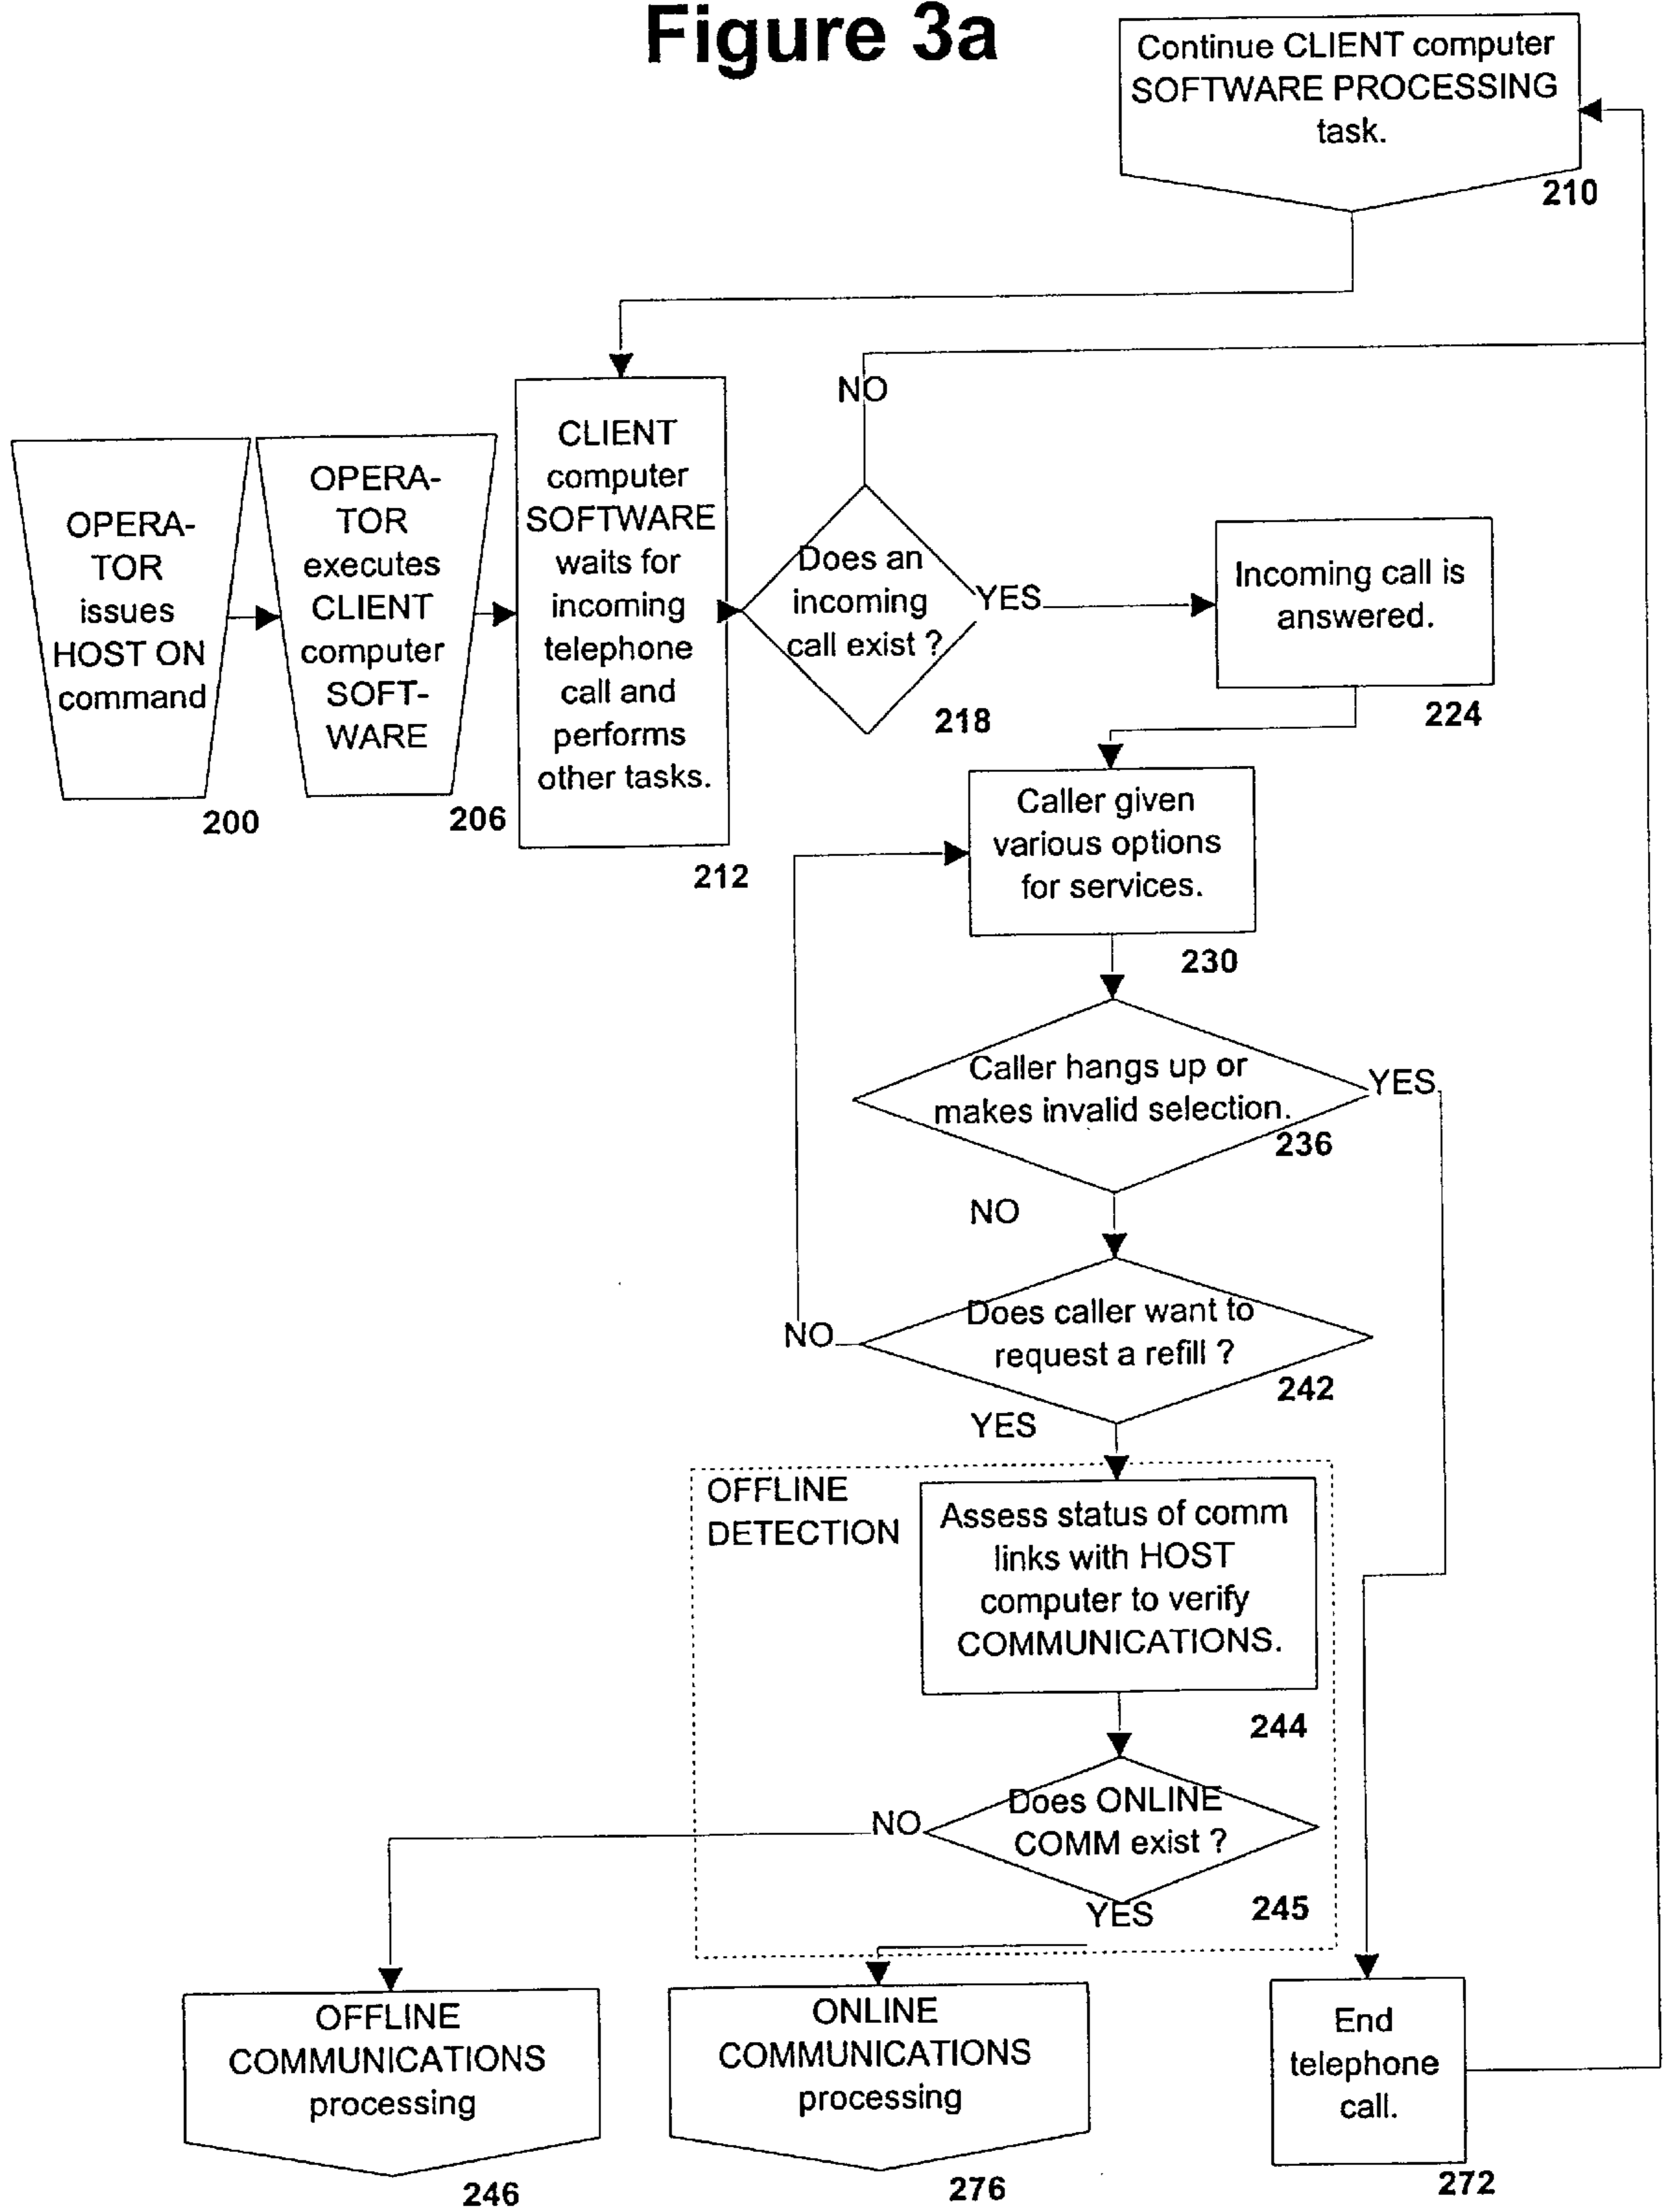 Figure 3a
Continue CLIENT computer
SOFTWARE PROCESSING
task.
210
OPERA-
TOR
issues
HOST ON
command
200
OPERA-
TOR
executes
CLIENT
computer
SOFT-
WARE
206
CLIENT
computer
SOFTWARE
waits for
incoming
telephone
call and
performs
other tasks.
212
NO
Does an
incoming
call exist ?
YES
218
Incoming call is
answered.
224
Caller given
various options
for services.
230
Caller hangs up or
makes invalid selection.
YES
236
NO
Does caller want to
request a refill ?
NO
242
YES
OFFLINE
DETECTION
Assess status of comm
links with HOST
computer to verify
COMMUNICATIONS.
244
Does ONLINE
COMM exist ?
NO
YES
245
OFFLINE
COMMUNICATIONS
processing
246
ONLINE
COMMUNICATIONS
processing
276
End
telephone
call.
272